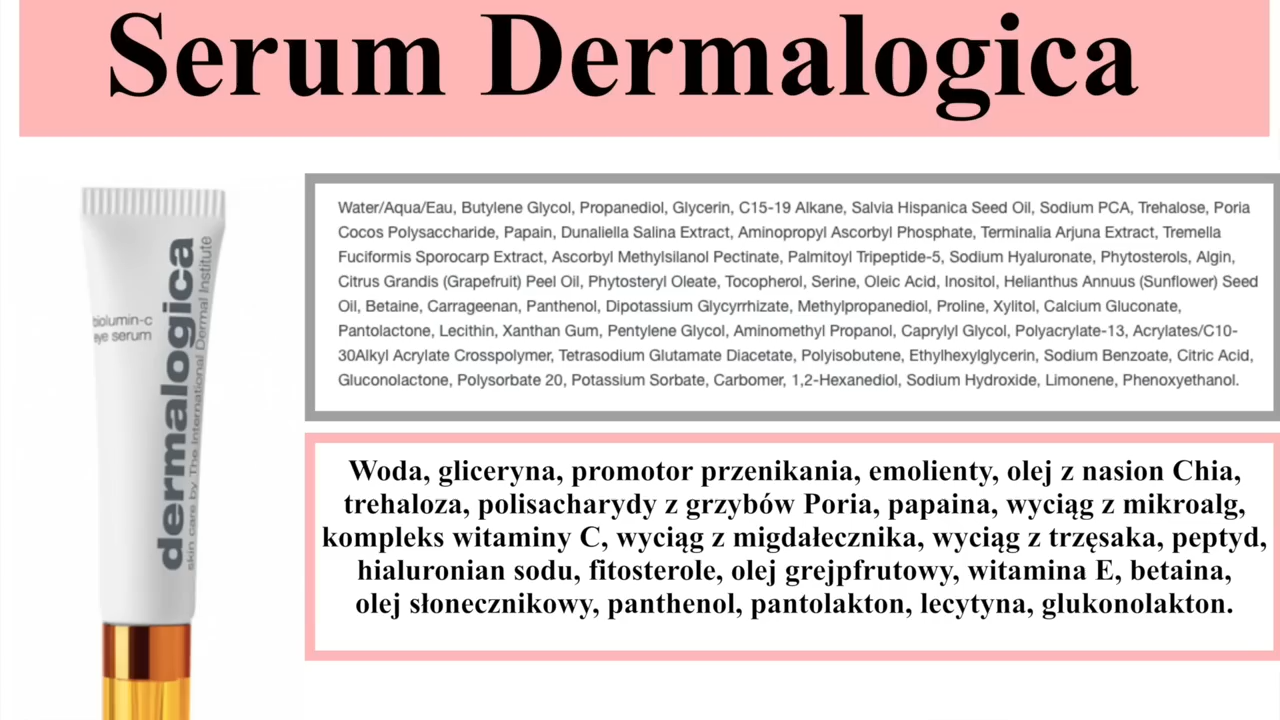 Serum Dermalogica
biolumin-c
eye serum
dermalogica
skin care by The International Dermal Institute
Water/Aqua/Eau, Butylene Glycol, Propanediol, Glycerin, C15-19 Alkane, Salvia Hispanica Seed Oil, Sodium PCA, Trehalose, Poria
Cocos Polysaccharide, Papain, Dunaliella Salina Extract, Aminopropyl Ascorbyl Phosphate, Terminalia Arjuna Extract, Tremella
Fuciformis Sporocarp Extract, Ascorbyl Methylsilanol Pectinate, Palmitoyl Tripeptide-5, Sodium Hyaluronate, Phytosterols, Algin,
Citrus Grandis (Grapefruit) Peel Oil, Phytosteryl Oleate, Tocopherol, Serine, Oleic Acid, Inositol, Helianthus Annuus (Sunflower) Seed
Oil, Betaine, Carrageenan, Panthenol, Dipotassium Glycyrrhizate, Methylpropanediol, Proline, Xylitol, Calcium Gluconate,
Pantolactone, Lecithin, Xanthan Gum, Pentylene Glycol, Aminomethyl Propanol, Caprylyl Glycol, Polyacrylate-13, Acrylates/C10-
30Alkyl Acrylate Crosspolymer, Tetrasodium Glutamate Diacetate, Polyisobutene, Ethylhexylglycerin, Sodium Benzoate, Citric Acid,
Gluconolactone, Polysorbate 20, Potassium Sorbate, Carbomer, 1,2-Hexanediol, Sodium Hydroxide, Limonene, Phenoxyethanol.
Woda, gliceryna, promotor przenikania, emolienty, olej z nasion Chia,
trehaloza, polisacharydy z grzybów Poria, papaina, wyciąg z mikroalg,
kompleks witaminy C, wyciąg z migdałecznika, wyciąg z trzęsaka, peptyd,
hialuronian sodu, fitosterole, olej grejpfrutowy, witamina E, betaina,
olej słonecznikowy, panthenol, pantolakton, lecytyna, glukonolakton.